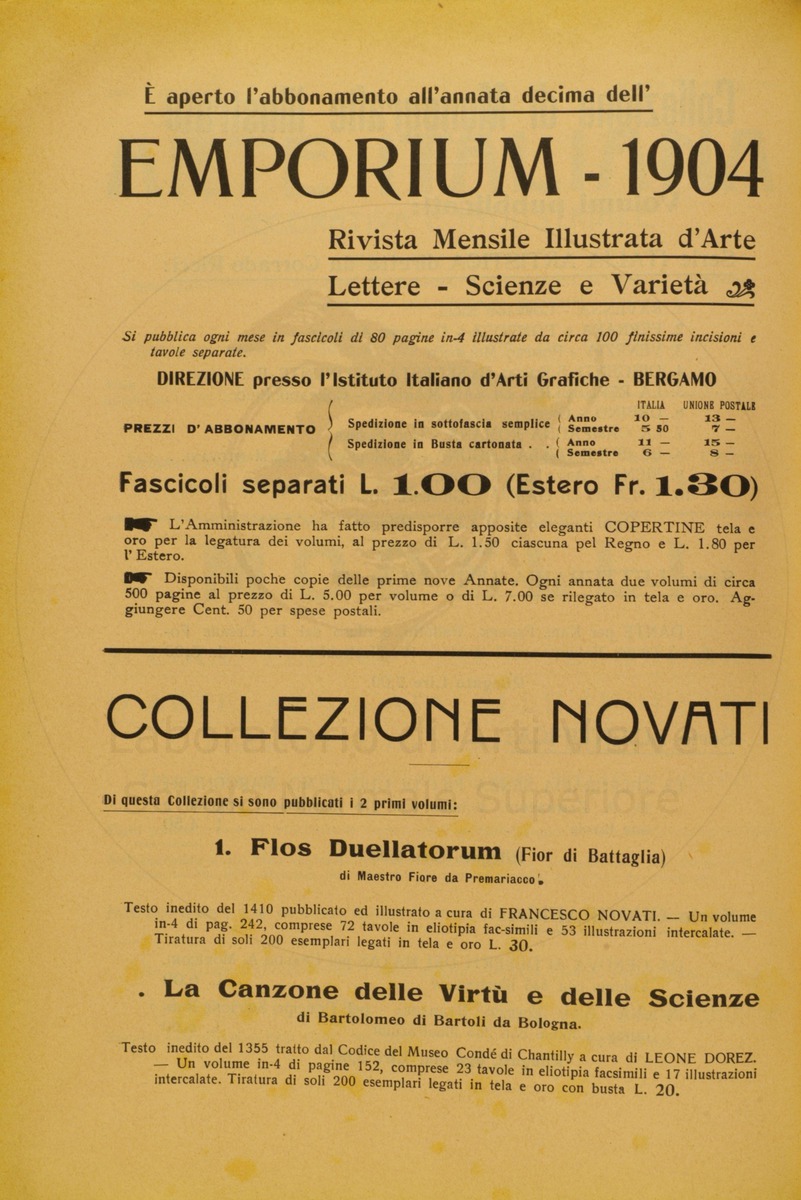 È aperto l'abbonamento all'annata decima dell'
EMPORIUM - 1904
Rivista Mensile Illustrata d'Arte
Lettere - Scienze e Varietà
Si pubblica ogni mese in fascicoli di 80 pagine in-4 illustrate da circa 100 finissime incisioni e
tavole separate.
DIREZIONE presso l'Istituto Italiano d'Arti Grafiche - BERGAMO
ITALIA UNIONE POSTALE
PREZZI D'ABBONAMENTO
Spedizione in sottofascia semplice ( Anno 10 — 13 —
( Semestre 5 50 7 —
Spedizione in Busta cartonata . . ( Anno 11 — 15 —
( Semestre 6 — 8 —
Fascicoli separati L. 1.00 (Estero Fr. 1.30)
L'Amministrazione ha fatto predisporre apposite eleganti COPERTINE tela e
oro per la legatura dei volumi, al prezzo di L. 1.50 ciascuna pel Regno e L. 1.80 per
l'Estero.
Disponibili poche copie delle prime nove Annate. Ogni annata due volumi di circa
500 pagine al prezzo di L. 5.00 per volume o di L. 7.00 se rilegato in tela e oro. Ag-
giungere Cent. 50 per spese postali.
COLLEZIONE NOVATI
Di questa Collezione si sono pubblicati i 2 primi volumi:
1. Flos Duellatorum (Fior di Battaglia)
di Maestro Fiore da Premariacco.
Testo inedito del 1410 pubblicato ed illustrato a cura di FRANCESCO NOVATI. — Un volume
in-4 di pag. 242, comprese 72 tavole in eliotipia fac-simili e 53 illustrazioni intercalate. —
Tiratura di soli 200 esemplari legati in tela e oro L. 30.
. La Canzone delle Virtù e delle Scienze
di Bartolomeo di Bartoli da Bologna.
Testo inedito del 1355 tratto dal Codice del Museo Condé di Chantilly a cura di LEONE DOREZ.
— Un volume in-4 di pagine 152, comprese 23 tavole in eliotipia facsimili e 17 illustrazioni
intercalate. Tiratura di soli 200 esemplari legati in tela e oro con busta L. 20.